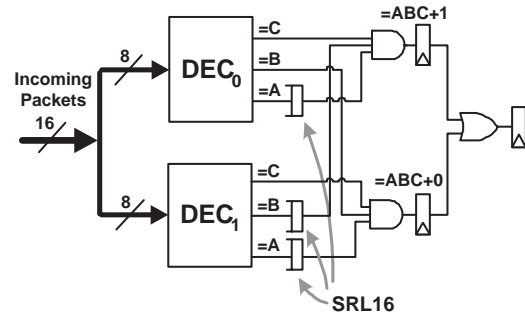 =ABC+1
=C
8
DEC0
=B
Incoming
Packets
=A
16
=ABC+0
=C
8
DEC1
=B
=A
SRL16